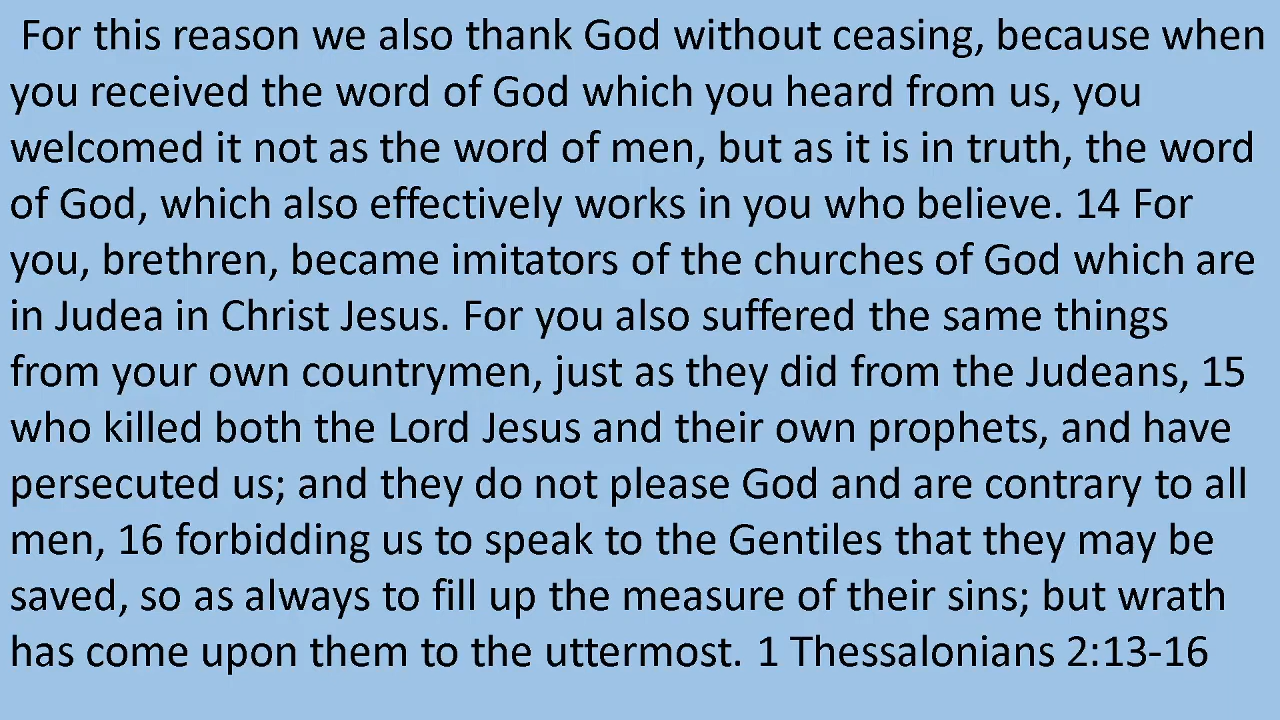 For this reason we also thank God without ceasing, because when
you received the word of God which you heard from us, you
welcomed it not as the word of men, but as it is in truth, the word
of God, which also effectively works in you who believe. 14 For
you, brethren, became imitators of the churches of God which are
in Judea in Christ Jesus. For you also suffered the same things
from your own countrymen, just as they did from the Judeans, 15
who killed both the Lord Jesus and their own prophets, and have
persecuted us; and they do not please God and are contrary to all
men, 16 forbidding us to speak to the Gentiles that they may be
saved, so as always to fill up the measure of their sins; but wrath
has come upon them to the uttermost. 1 Thessalonians 2:13-16